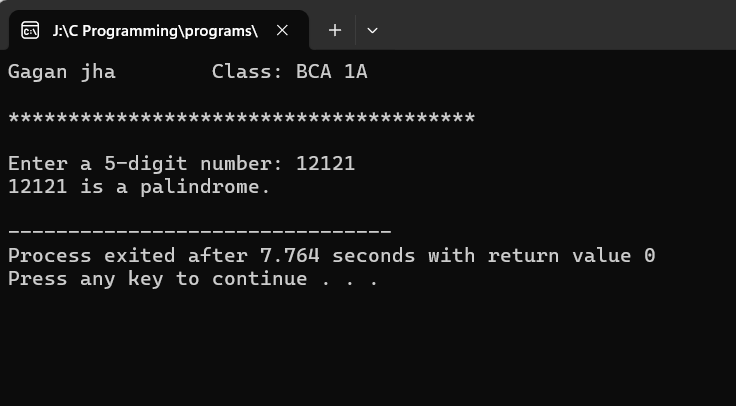 J:\C Programming\programs\
Gagan jha        Class: BCA 1A
***************************************
Enter a 5-digit number: 12121
12121 is a palindrome.
--------------------------------
Process exited after 7.764 seconds with return value 0
Press any key to continue . . .